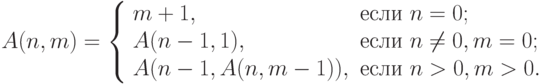 A(n, m) = { m + 1, если n = 0;
A(n − 1, 1), если n ≠ 0, m = 0;
A(n − 1, A(n, m − 1)), если n > 0, m > 0.